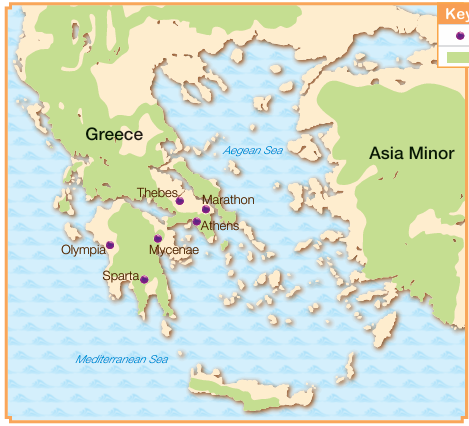 Key
Greece
Aegean Sea
Asia Minor
Thebes
Marathon
Athens
Olympia
Mycenae
Sparta
Mediterranean Sea